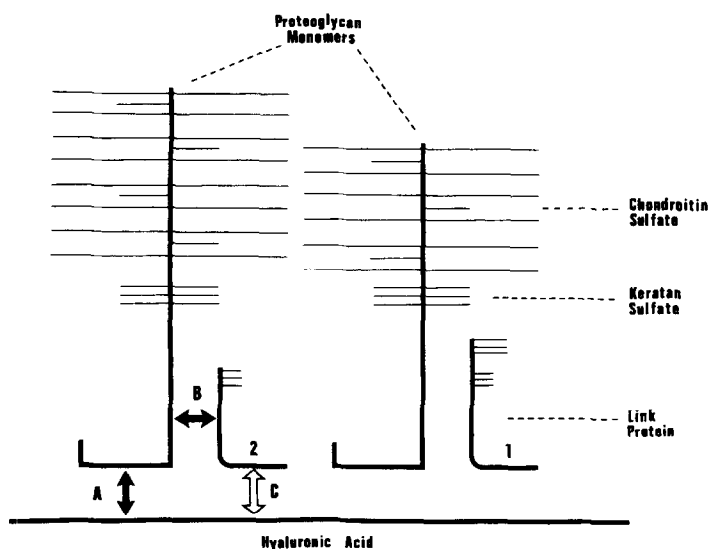 Proteoglycan
Monomers
Chondroitin
Sulfate
Keratan
Sulfate
B
Link
Protein
2
1
A
C
Hyaluronic Acid